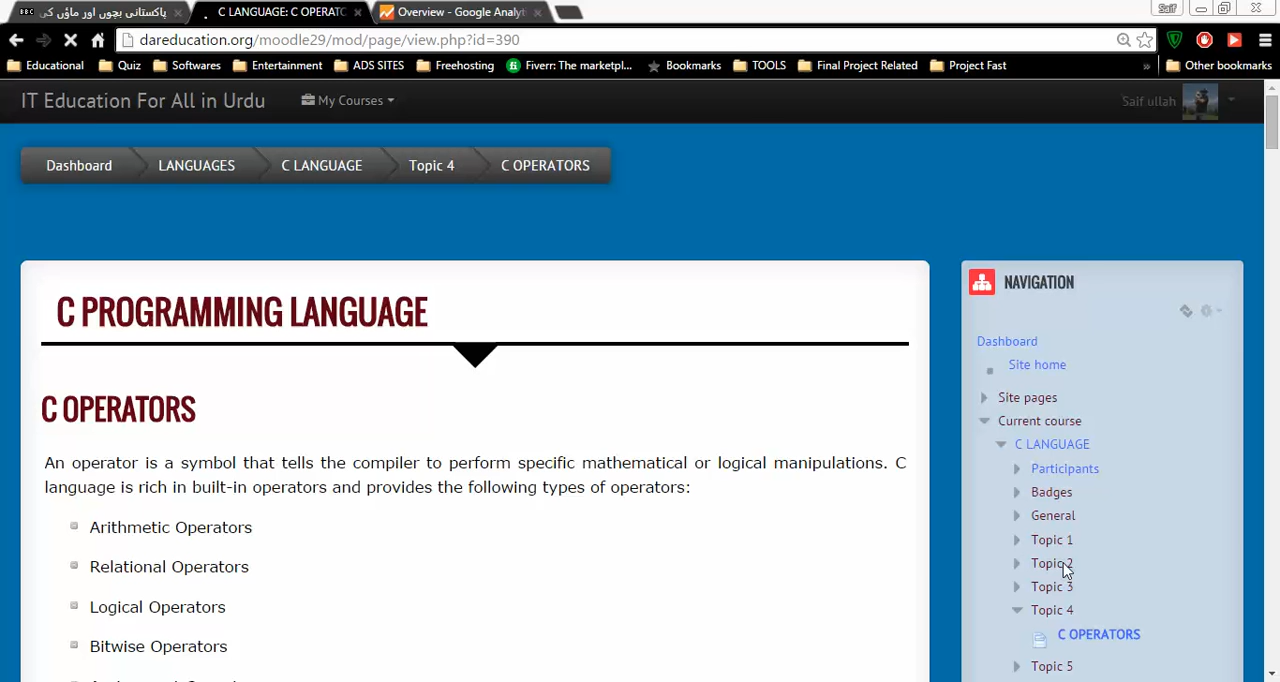 پاکستانی بچوں اور ماؤں کی
C LANGUAGE: C OPERATC
Overview - Google Analyt
Saif
dareducation.org/moodle29/mod/page/view.php?id=390
Educational Quiz Softwares Entertainment ADS SITES Freehosting Fiverr: The marketpl... Bookmarks TOOLS Final Project Related Project Fast » Other bookmarks
IT Education For All in Urdu My Courses Saif ullah
Dashboard LANGUAGES C LANGUAGE Topic 4 C OPERATORS
C PROGRAMMING LANGUAGE
C OPERATORS
An operator is a symbol that tells the compiler to perform specific mathematical or logical manipulations. C
language is rich in built-in operators and provides the following types of operators:
Arithmetic Operators
Relational Operators
Logical Operators
Bitwise Operators
NAVIGATION
Dashboard
Site home
Site pages
Current course
C LANGUAGE
Participants
Badges
General
Topic 1
Topic 2
Topic 3
Topic 4
C OPERATORS
Topic 5